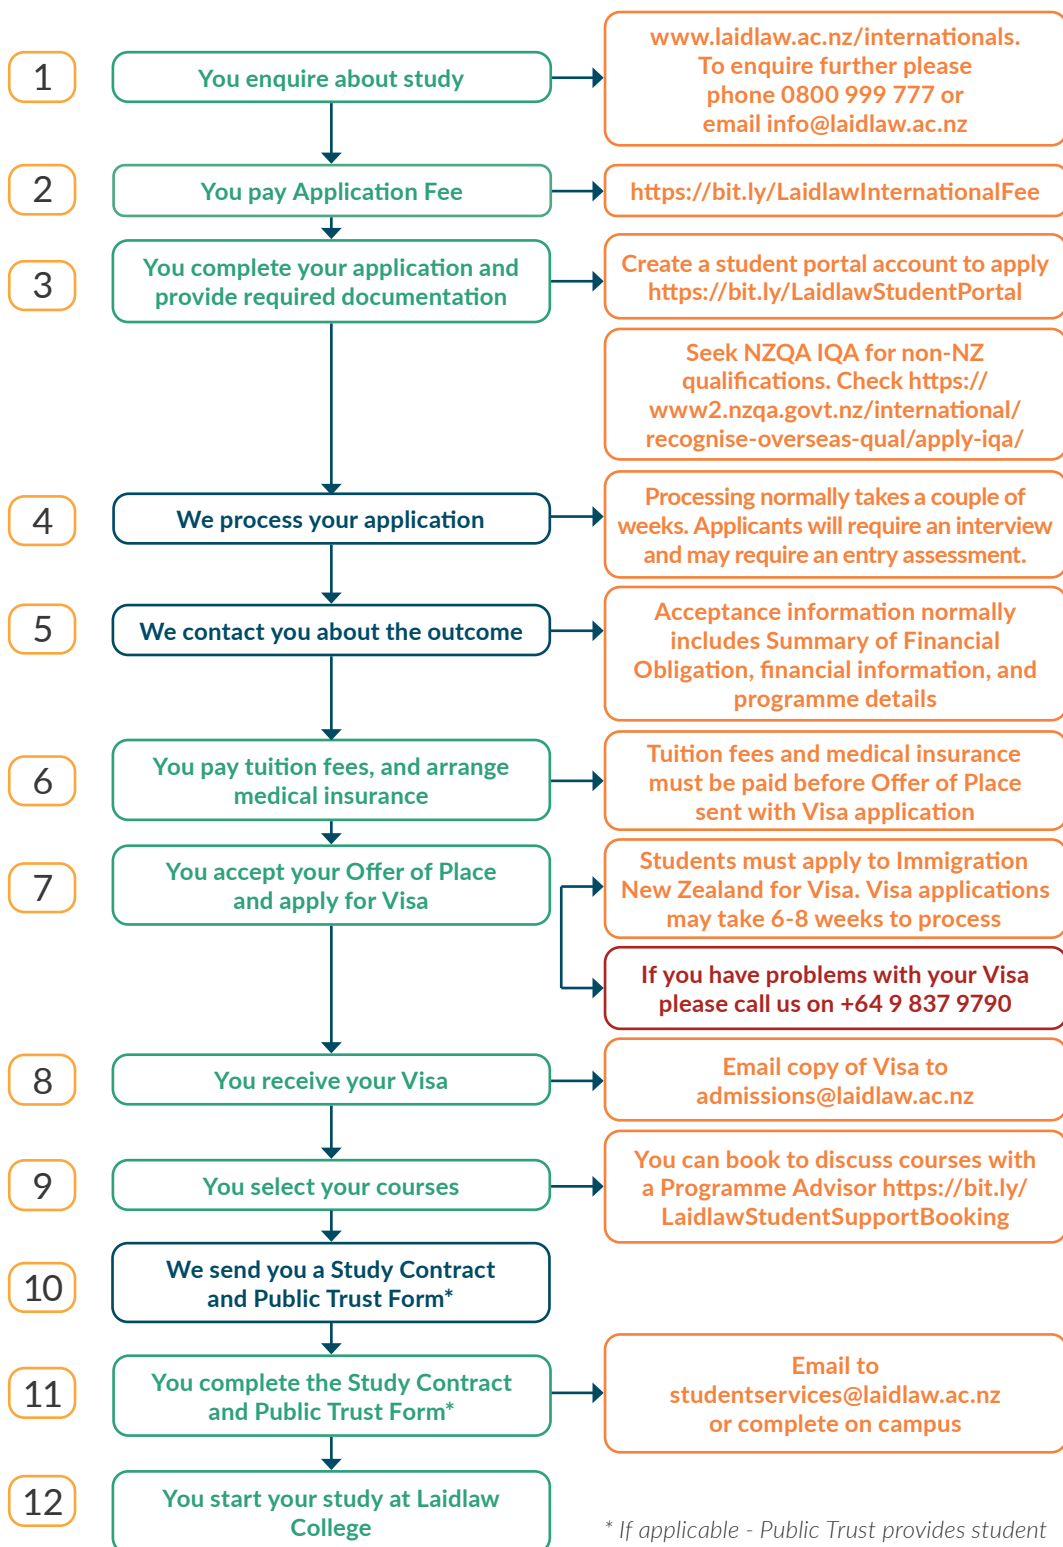 1
You enquire about study
www.laidlaw.ac.nz/internationals.
To enquire further please
phone 0800 999 777 or
email info@laidlaw.ac.nz
2
You pay Application Fee
https://bit.ly/LaidlawInternationalFee
3
You complete your application and
provide required documentation
Create a student portal account to apply
https://bit.ly/LaidlawStudentPortal
Seek NZQA IQA for non-NZ
qualifications. Check https://
www2.nzqa.govt.nz/international/
recognise-overseas-qual/apply-iqa/
4
We process your application
Processing normally takes a couple of
weeks. Applicants will require an interview
and may require an entry assessment.
5
We contact you about the outcome
Acceptance information normally
includes Summary of Financial
Obligation, financial information, and
programme details
6
You pay tuition fees, and arrange
medical insurance
Tuition fees and medical insurance
must be paid before Offer of Place
sent with Visa application
7
You accept your Offer of Place
and apply for Visa
Students must apply to Immigration
New Zealand for Visa. Visa applications
may take 6-8 weeks to process
If you have problems with your Visa
please call us on +64 9 837 9790
8
You receive your Visa
Email copy of Visa to
admissions@laidlaw.ac.nz
9
You select your courses
You can book to discuss courses with
a Programme Advisor https://bit.ly/
LaidlawStudentSupportBooking
10
We send you a Study Contract
and Public Trust Form*
11
You complete the Study Contract
and Public Trust Form*
Email to
studentservices@laidlaw.ac.nz
or complete on campus
12
You start your study at Laidlaw
College
* If applicable - Public Trust provides student